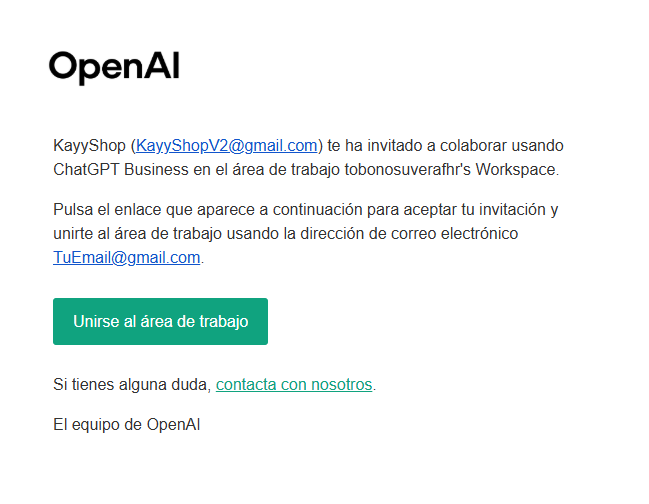 OpenAI
KayyShop (KayyShopV2@gmail.com) te ha invitado a colaborar usando
ChatGPT Business en el área de trabajo tobonosuverafhr's Workspace.
Pulsa el enlace que aparece a continuación para aceptar tu invitación y
unirte al área de trabajo usando la dirección de correo electrónico
TuEmail@gmail.com.
Unirse al área de trabajo
Si tienes alguna duda, contacta con nosotros.
El equipo de OpenAI